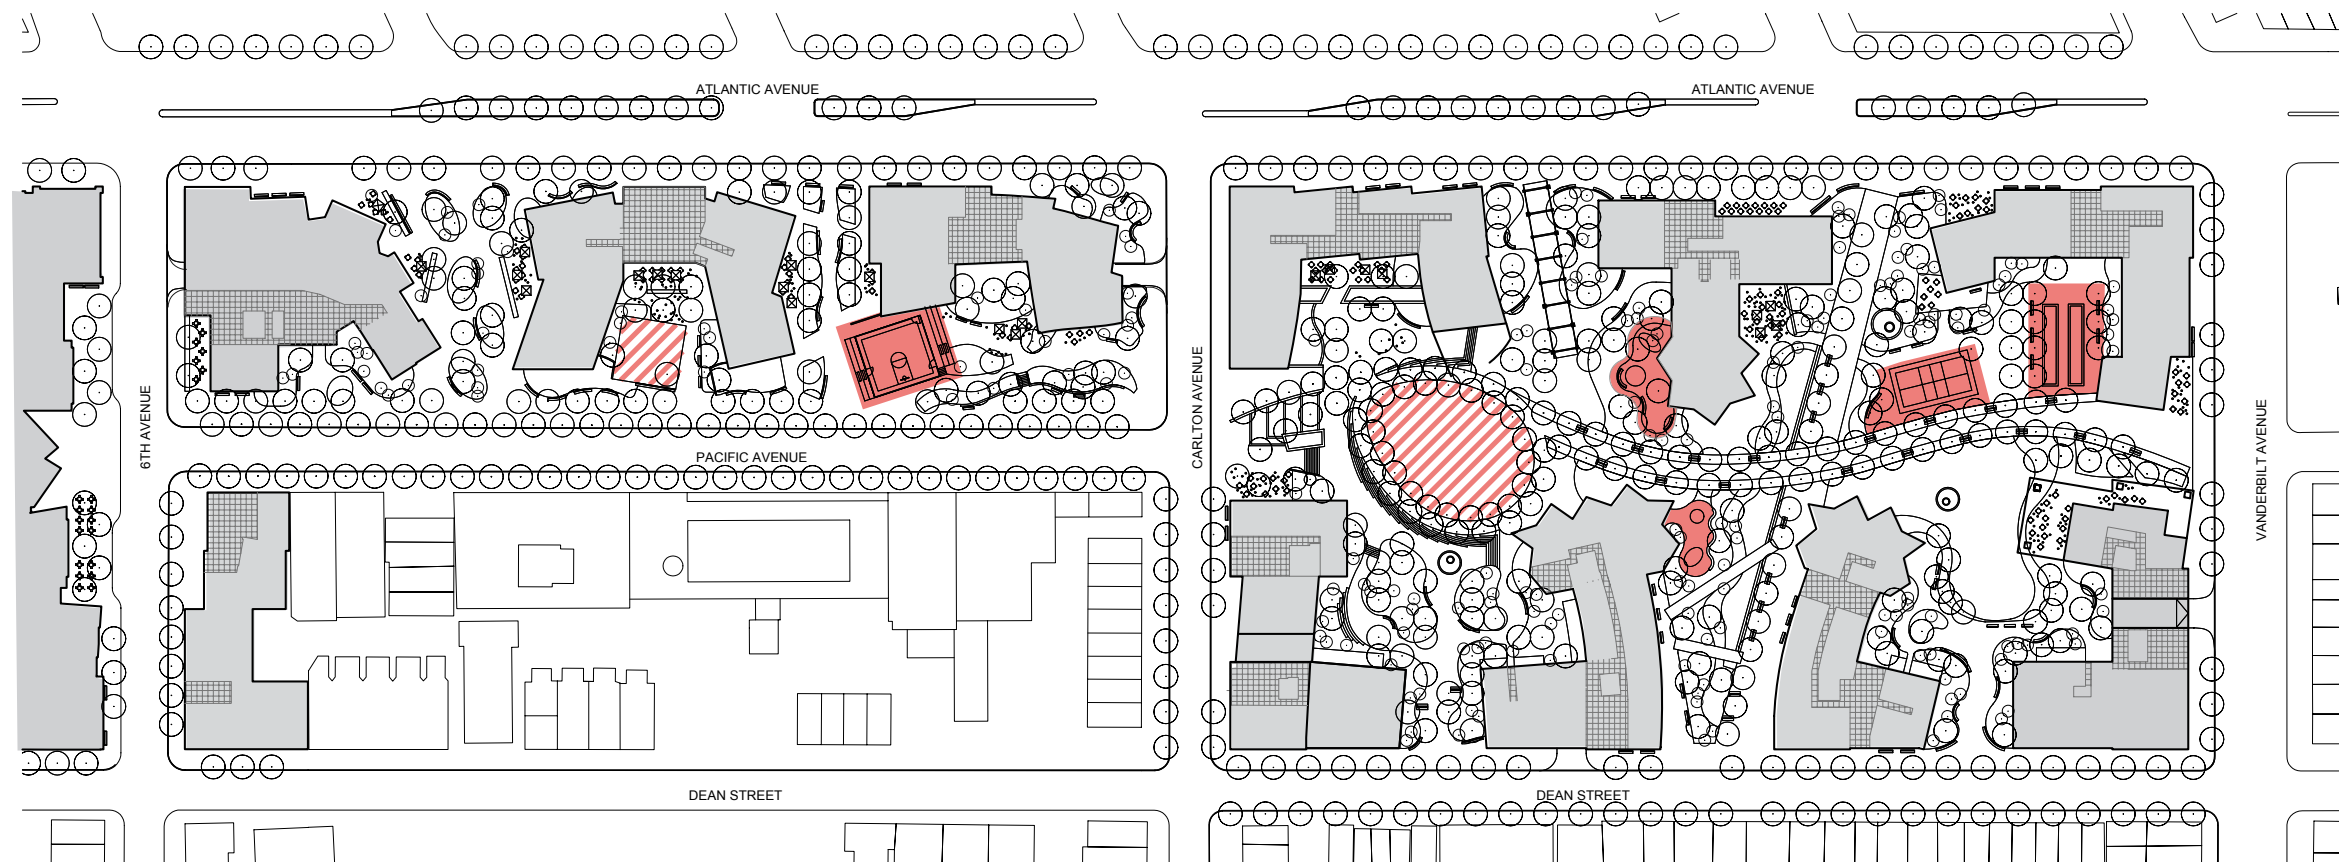 ATLANTIC AVENUE
ATLANTIC AVENUE
6TH AVENUE
PACIFIC AVENUE
CARLTON AVENUE
VANDERBILT AVENUE
DEAN STREET
DEAN STREET